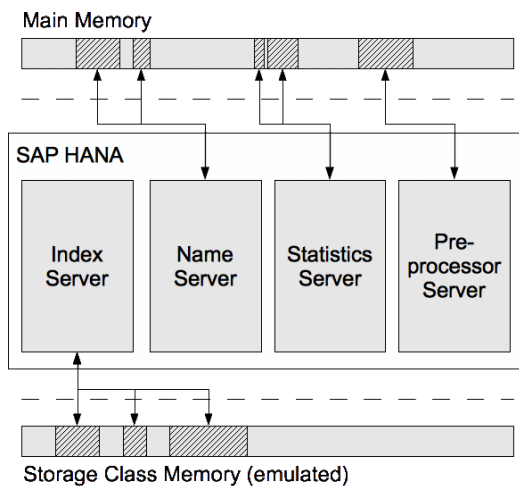 Main Memory
SAP HANA
Index
Server
Name
Server
Statistics
Server
Pre-
processor
Server
Storage Class Memory (emulated)